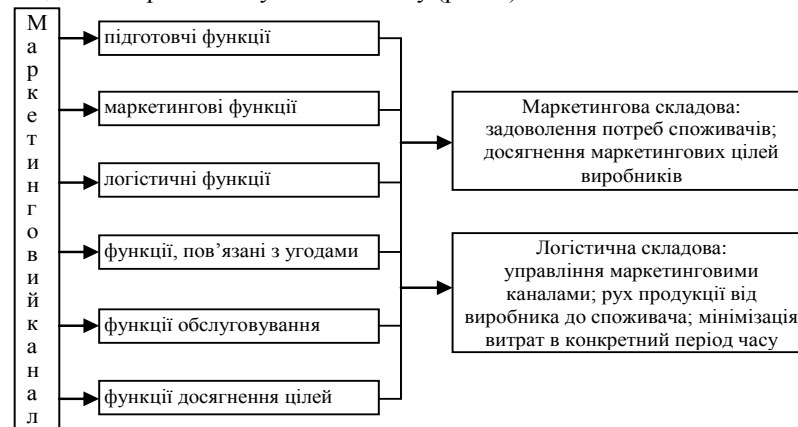 Маркетинговий канал
підготовчі функції
маркетингові функції
логістичні функції
функції, пов’язані з угодами
функції обслуговування
функції досягнення цілей
Маркетингова складова:
задоволення потреб споживачів;
досягнення маркетингових цілей
виробників
Логістична складова:
управління маркетинговими
каналами; рух продукції від
виробника до споживача; мінімізація
витрат в конкретний період часу